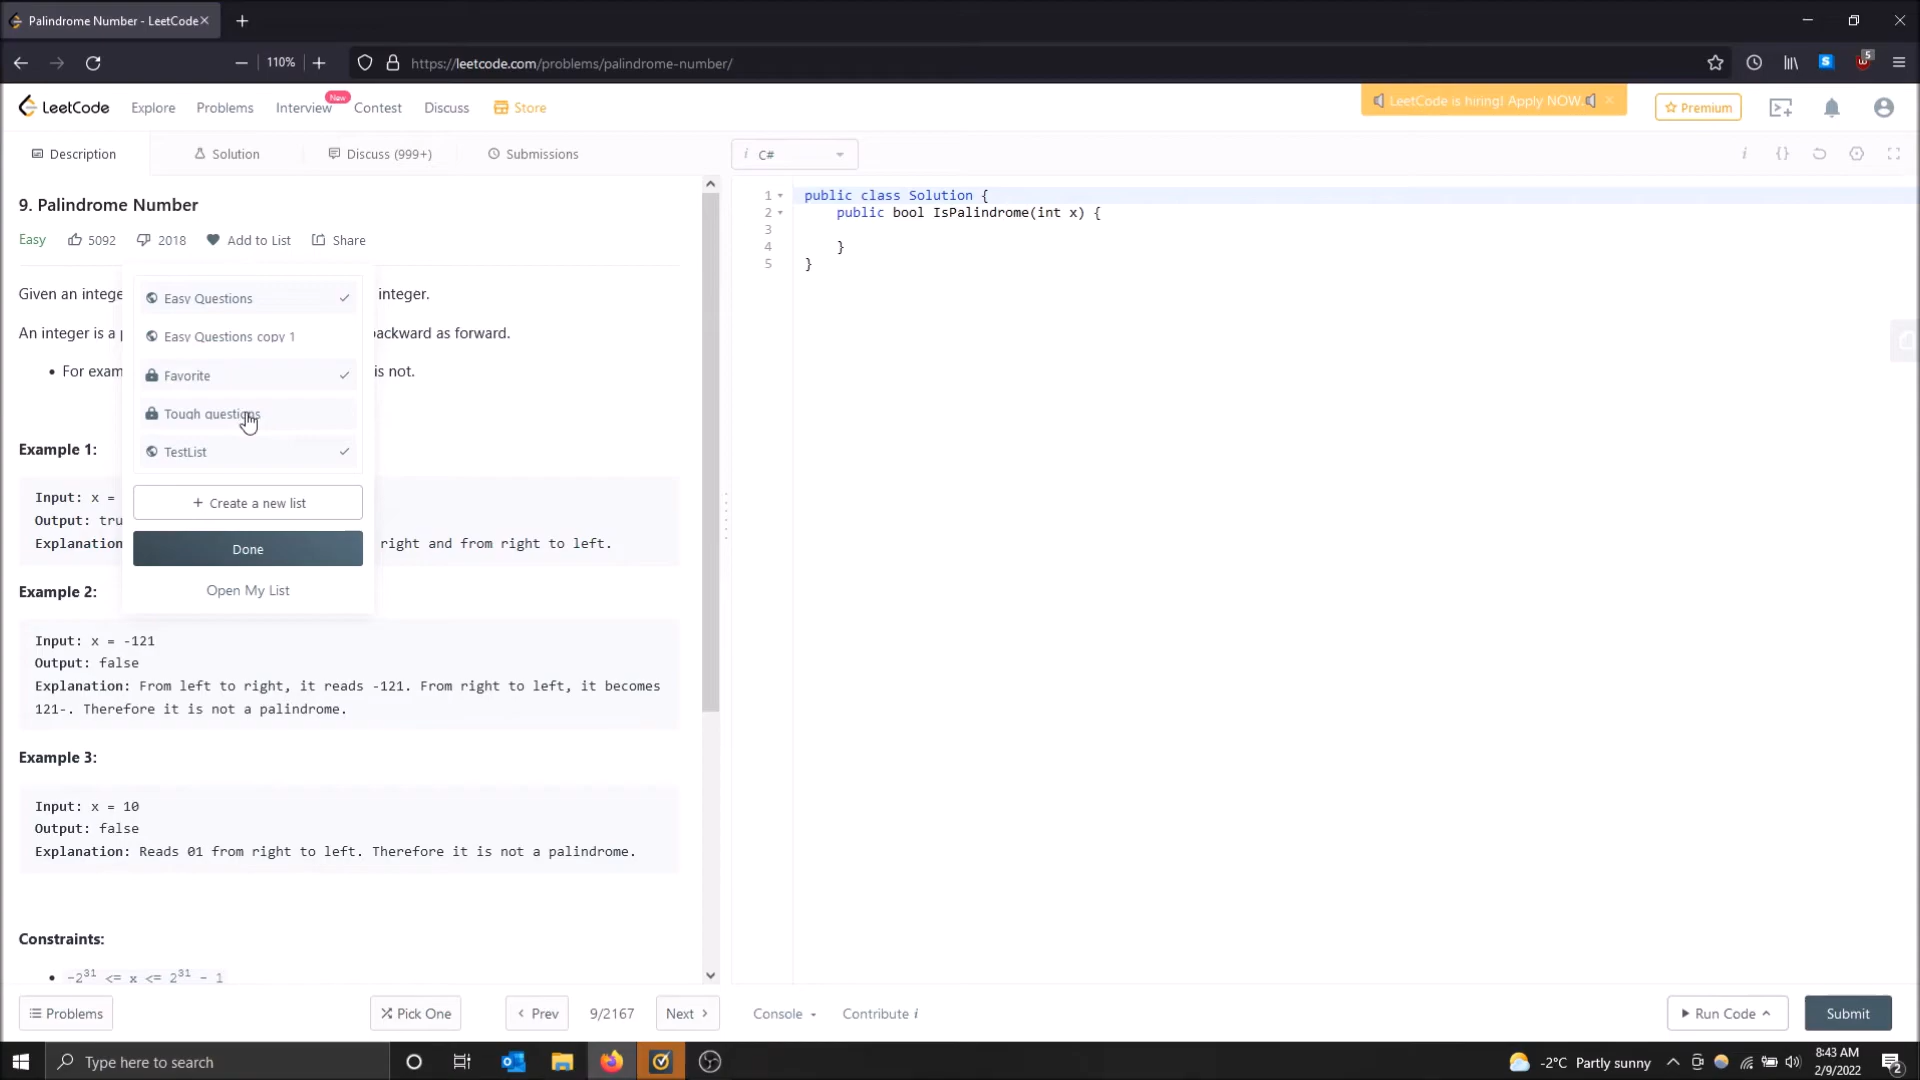 Palindrome Number - LeetCode
110%
https://leetcode.com/problems/palindrome-number/
5
LeetCode
Explore
Problems
Interview
New
Contest
Discuss
Store
LeetCode is hiring! Apply NOW.
Premium
Description
Solution
Discuss (999+)
Submissions
i C#
i {}
9. Palindrome Number
Easy
5092
2018
Add to List
Share
Given an intege
integer.
An integer is a p
backward as forward.
• For exam
is not.
Easy Questions
Easy Questions copy 1
Favorite
Tough questions
TestList
+ Create a new list
Done
Open My List
Example 1:
Input: x =
Output: tru
Explanation
right and from right to left.
Example 2:
Input: x = -121
Output: false
Explanation: From left to right, it reads -121. From right to left, it becomes
121-. Therefore it is not a palindrome.
Example 3:
Input: x = 10
Output: false
Explanation: Reads 01 from right to left. Therefore it is not a palindrome.
Constraints:
• -2^31 <= x <= 2^31 - 1
1 public class Solution {
2 public bool IsPalindrome(int x) {
3
4 }
5 }
Problems
Pick One
Prev
9/2167
Next
Console
Contribute i
Run Code
Submit
Type here to search
-2°C Partly sunny
8:43 AM
2/9/2022
2